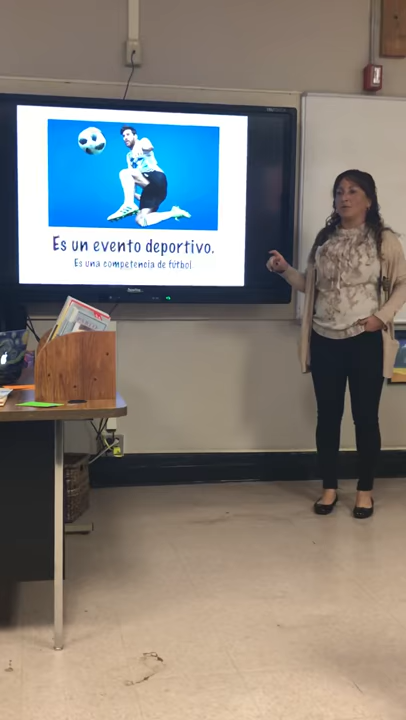 Es un evento deportivo.
Es una competencia de fútbol.